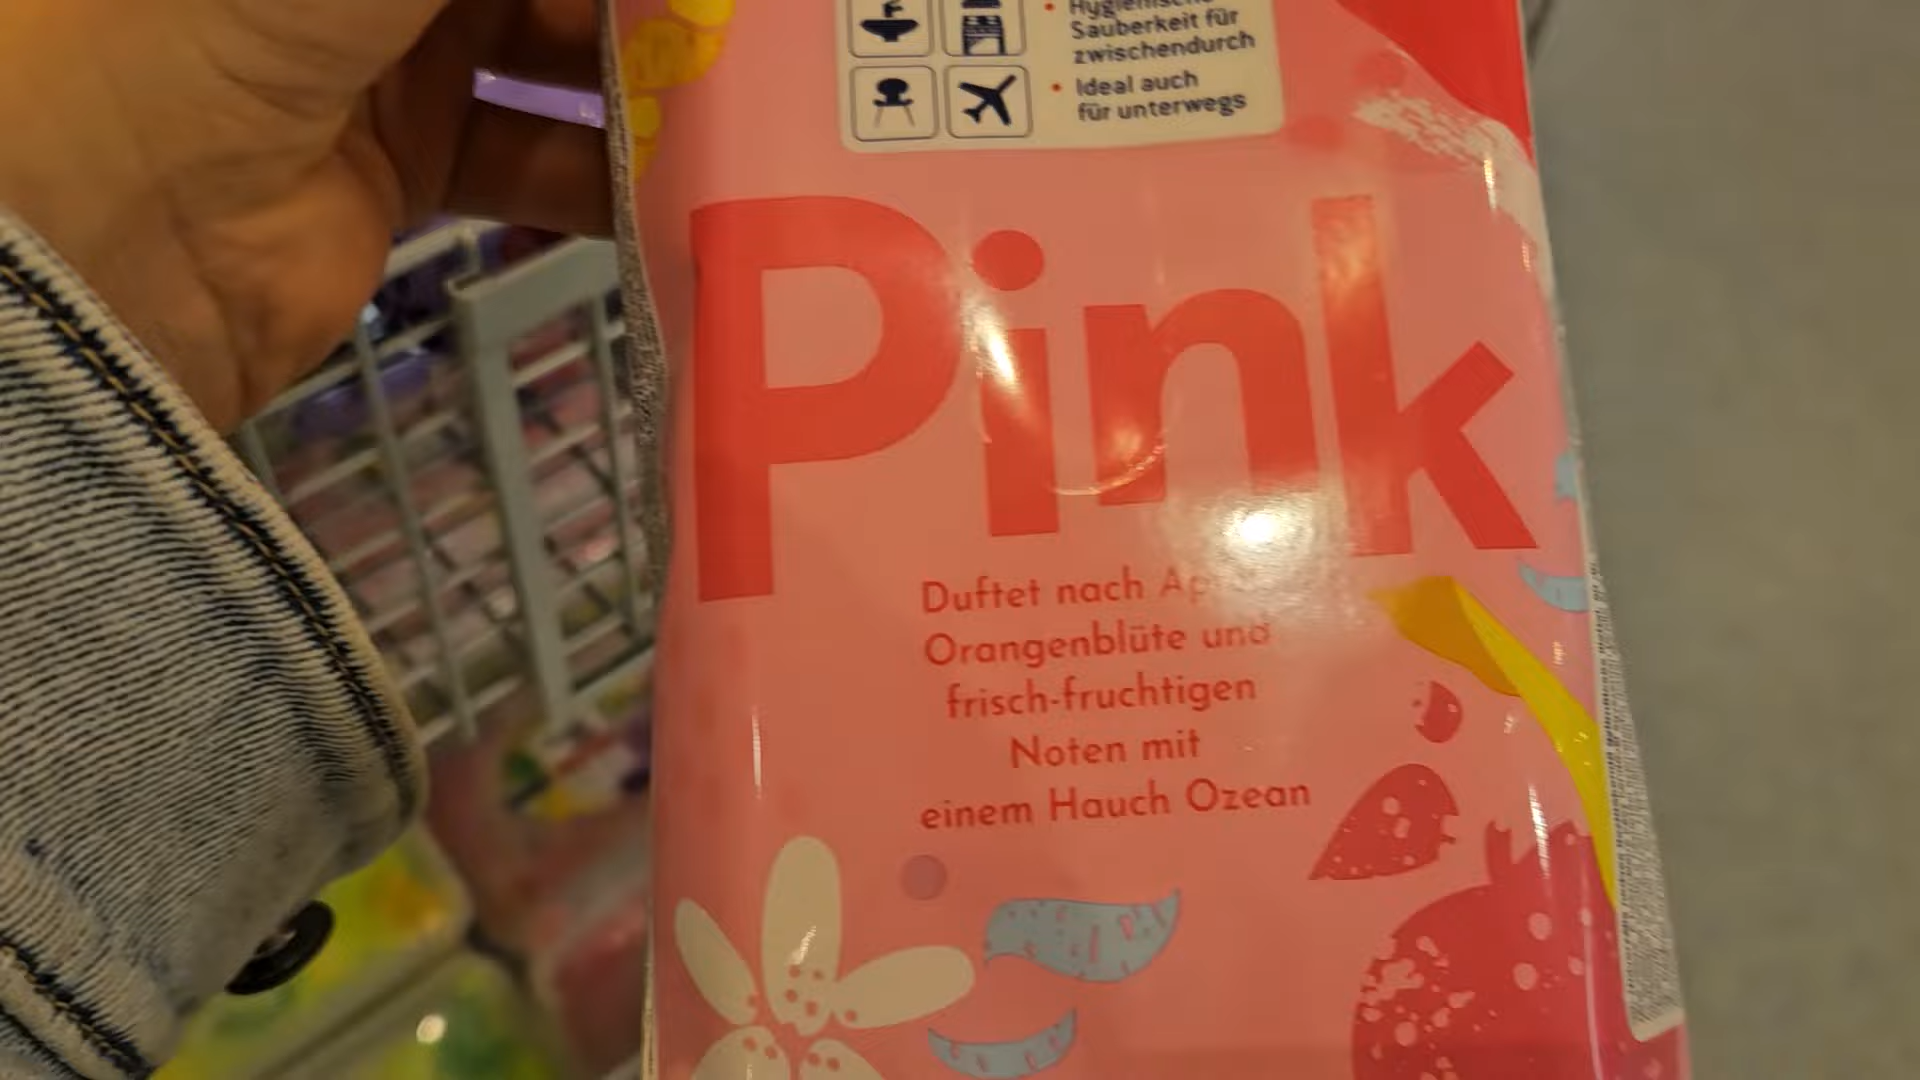 Hygienische
Sauberkeit für
zwischendurch
Ideal auch
für unterwegs
Pink
Duftet nach
Orangenblüte und
frisch-fruchtigen
Noten mit
einem Hauch Ozean